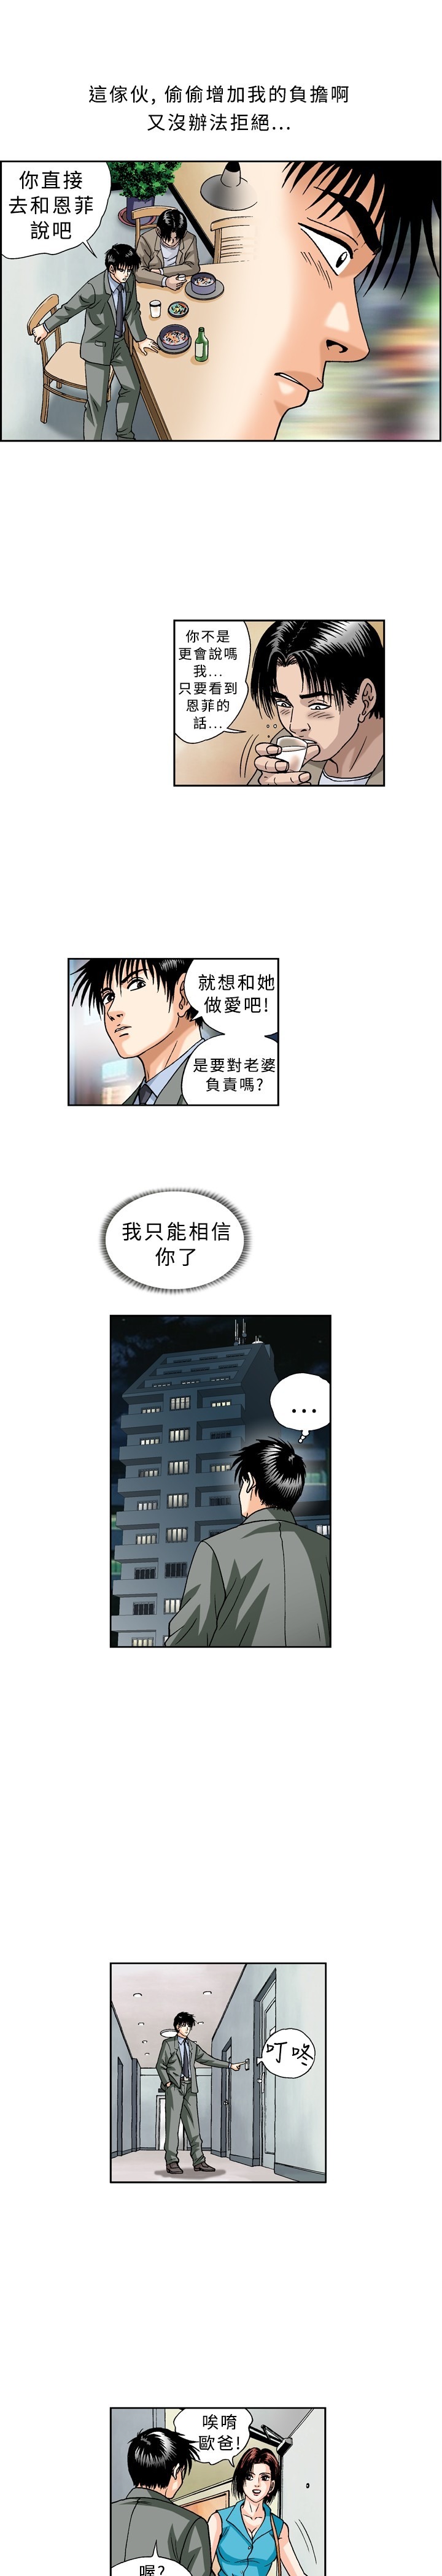 這傢伙, 偷偷增加我的負擔啊
又沒辦法拒絕...
你直接
去和恩菲
說吧
你不是
更會說嗎
我...
只要看到
恩菲的
話...
就想和她
做愛吧!
是要對老婆
負責嗎?
我只能相信
你了
...
叮咚
唉唷
歐爸!
喔?